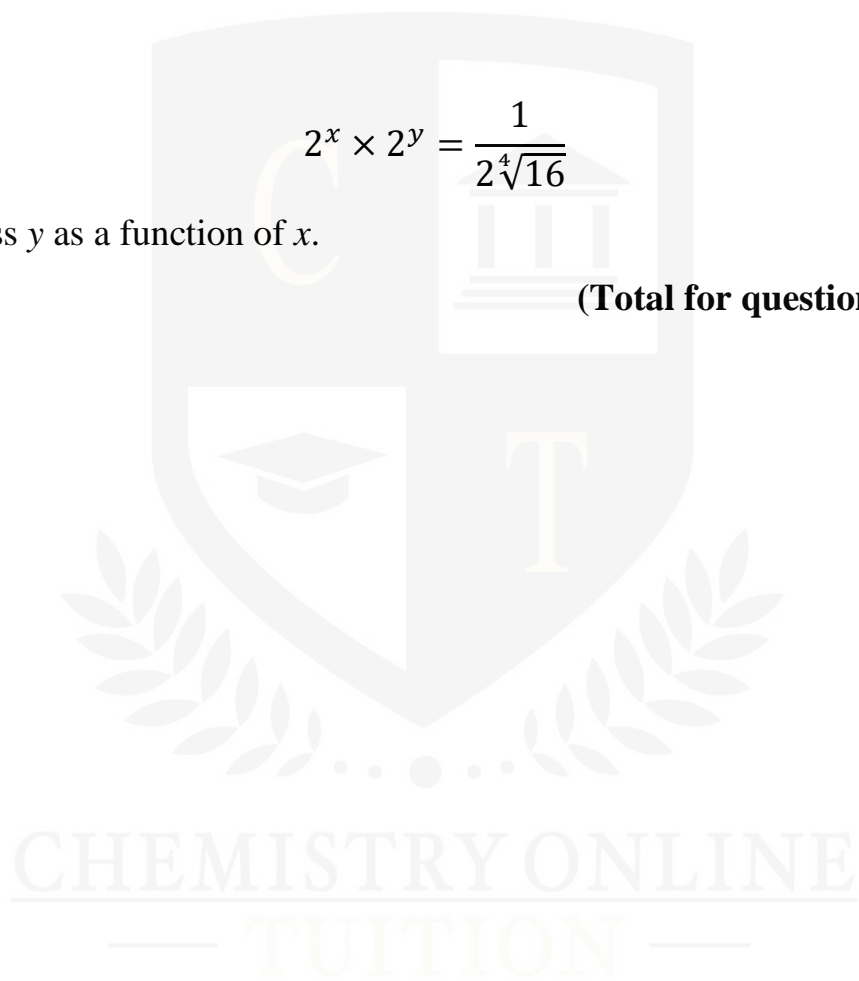 2^x × 2^y = 1 / (2 ∜16)
ss y as a function of x.
(Total for question
C
T
CHEMISTRY ONLINE
— TUITION —